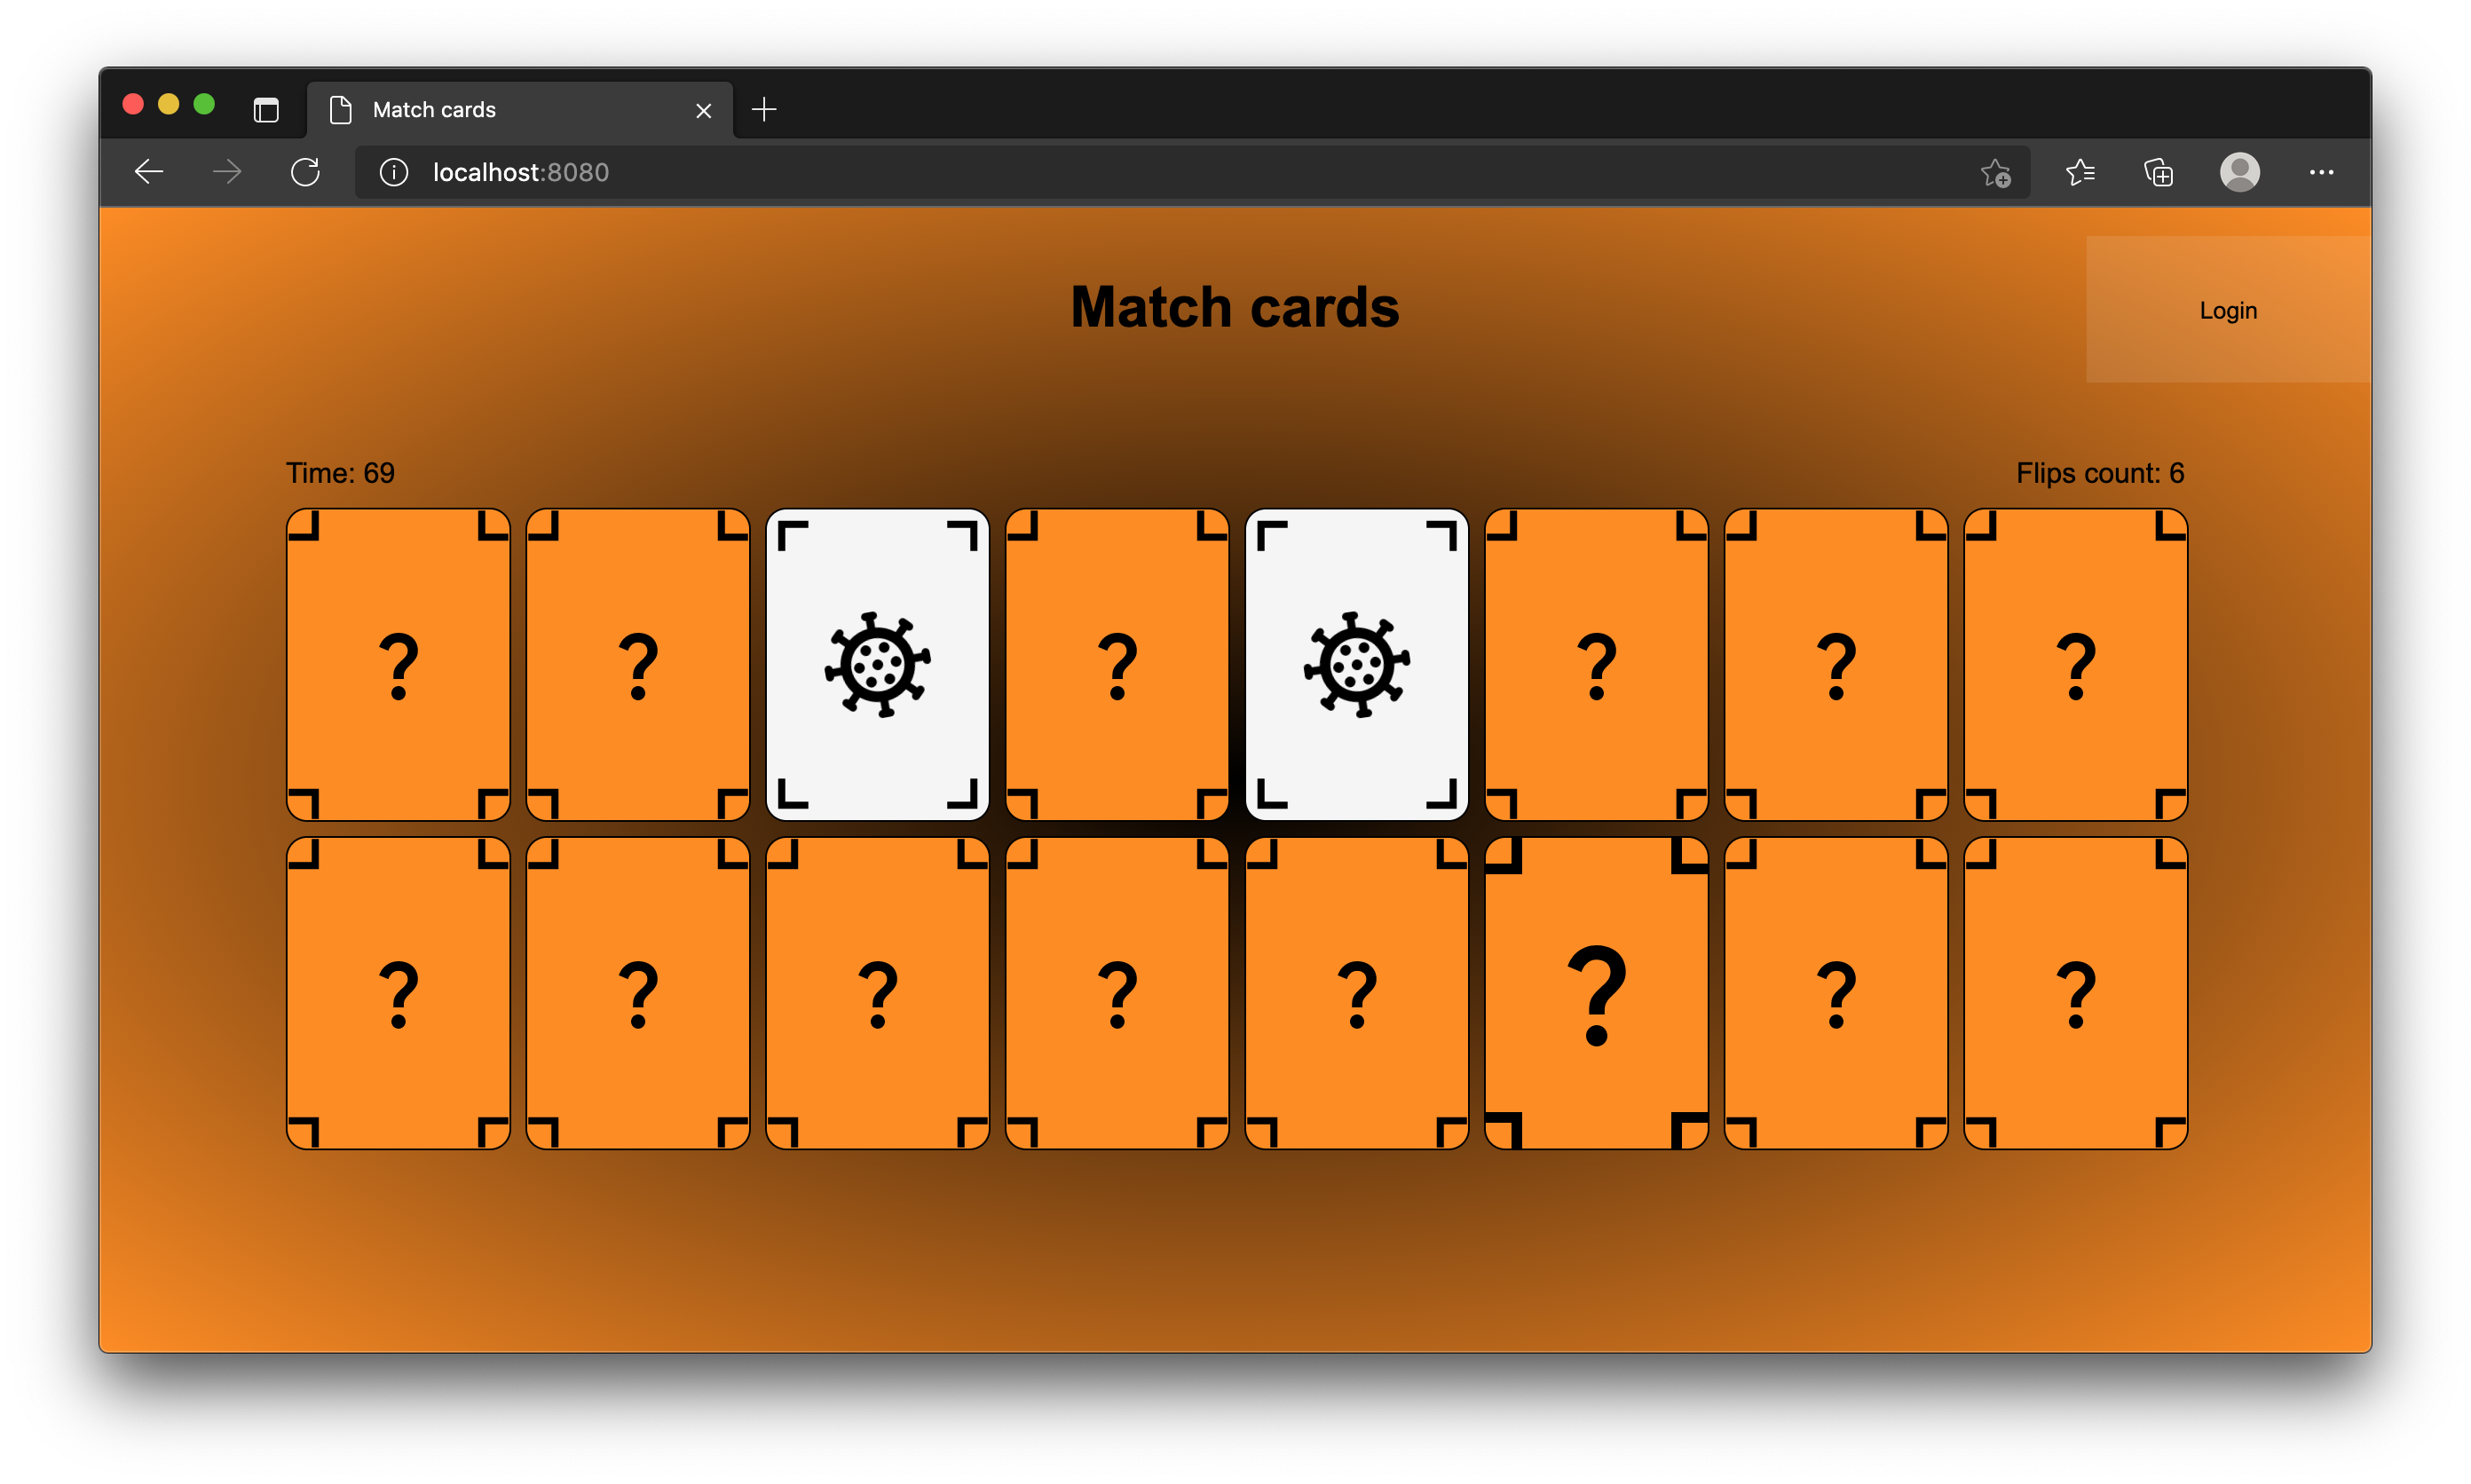 Match cards
localhost:8080
Match cards
Login
Time: 69
Flips count: 6
? ? ? ? ? ?
? ? ? ? ? ? ? ?